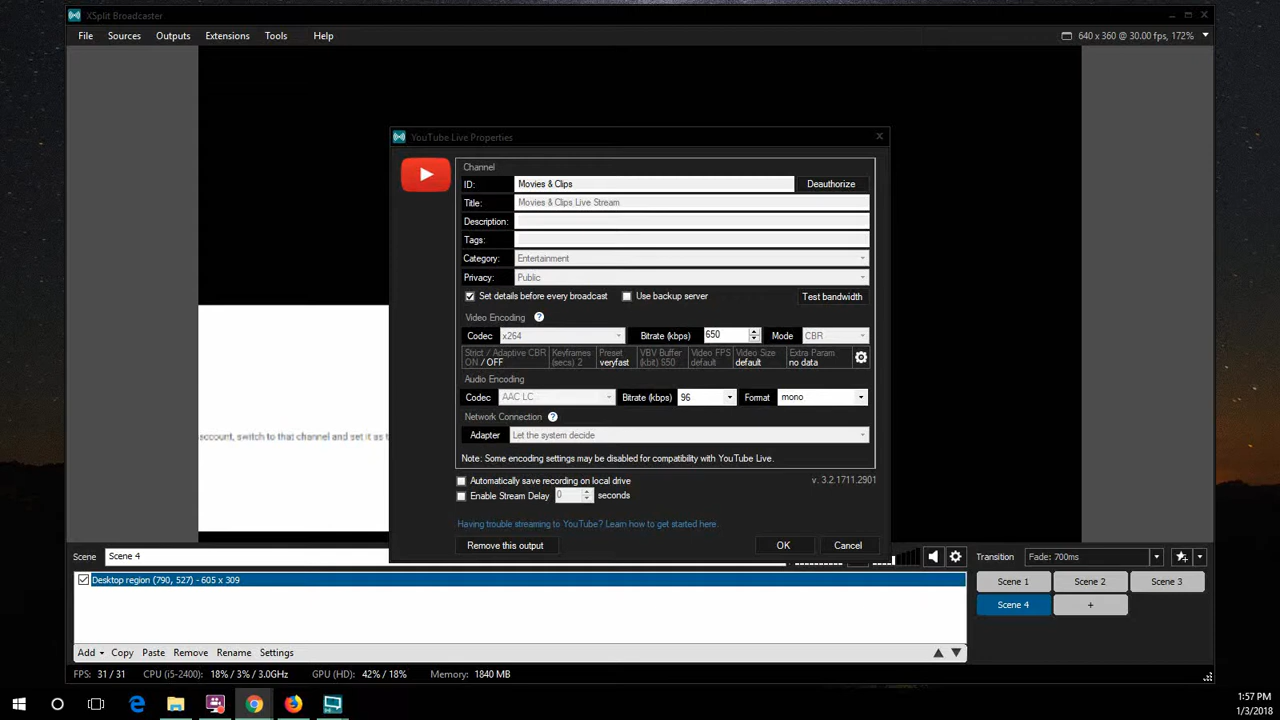 XSplit Broadcaster
File Sources Outputs Extensions Tools Help 640 x 360 @ 30.00 fps, 172%
YouTube Live Properties
Channel
ID: Movies & Clips Deauthorize
Title: Movies & Clips Live Stream
Description:
Tags:
Category: Entertainment
Privacy: Public
Set details before every broadcast Use backup server Test bandwidth
Video Encoding ?
Codec x264 Bitrate (kbps) 650 Mode CBR
Strict / Adaptive CBR Keyframes Preset VBV Buffer Video FPS Video Size Extra Param
ON / OFF (secs) 2 veryfast (kbit) 650 default default no data
Audio Encoding
Codec AAC LC Bitrate (kbps) 96 Format mono
Network Connection ?
Adapter Let the system decide
Note: Some encoding settings may be disabled for compatibility with YouTube Live.
account, switch to that channel and set it as
Automatically save recording on local drive v. 3.2.1711.2901
Enable Stream Delay 0 seconds
Having trouble streaming to YouTube? Learn how to get started here.
Remove this output OK Cancel
Scene Scene 4 Transition Fade: 700ms
Desktop region (790, 527) - 605 x 309
Scene 1 Scene 2 Scene 3
Scene 4 +
Add Copy Paste Remove Rename Settings
FPS: 31 / 31 CPU (i5-2400) 18% / 3% / 3.0GHz GPU (HD): 42% / 18% Memory: 1840 MB
1:57 PM
1/3/2018